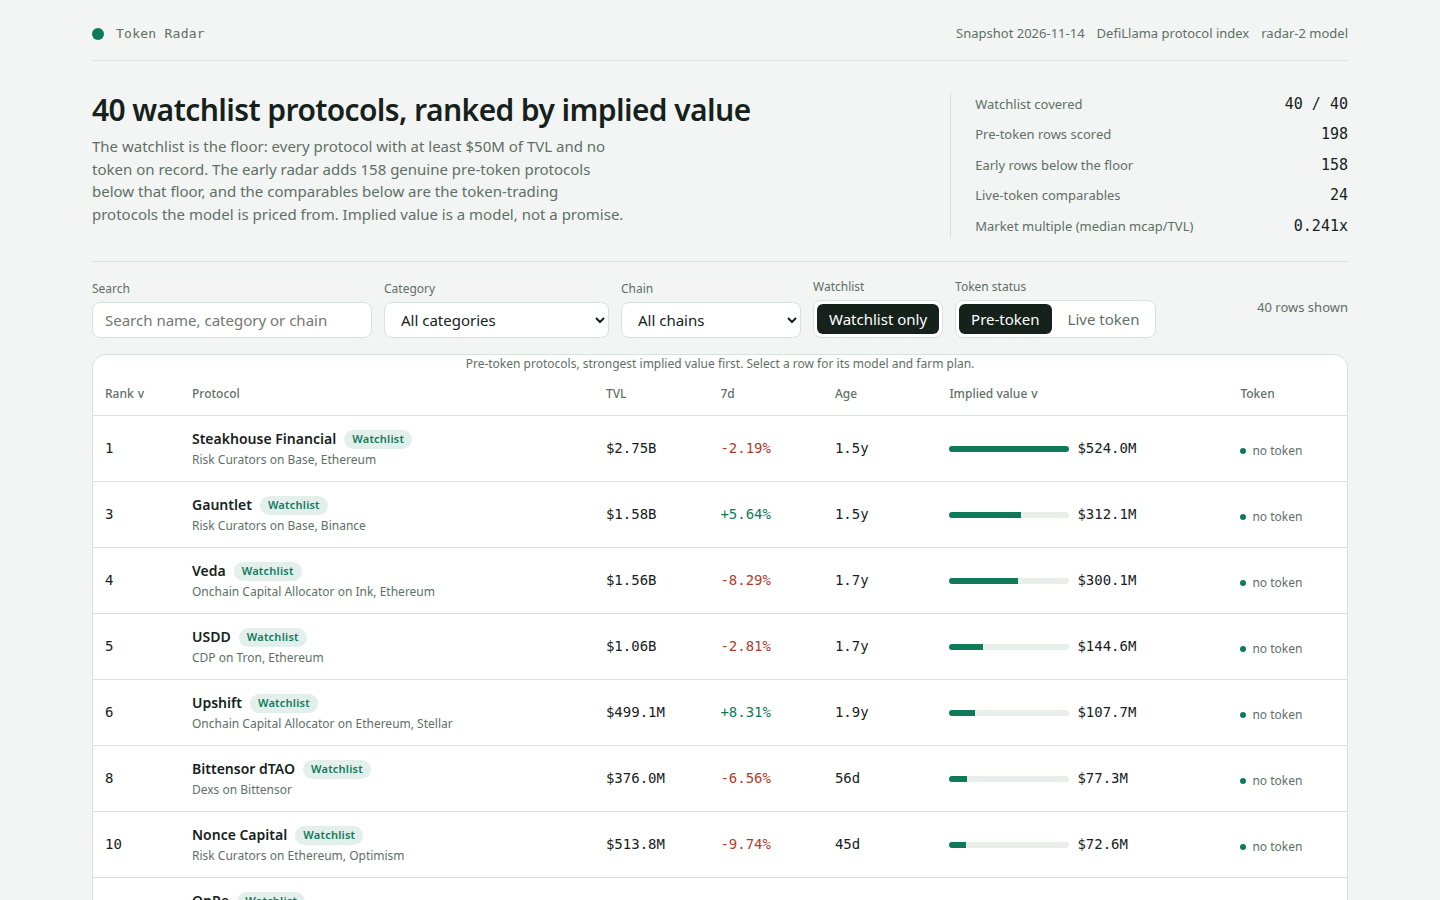 Token Radar
Snapshot 2026-11-14 DefiLlama protocol index radar-2 model
40 watchlist protocols, ranked by implied value
The watchlist is the floor: every protocol with at least $50M of TVL and no
token on record. The early radar adds 158 genuine pre-token protocols
below that floor, and the comparables below are the token-trading
protocols the model is priced from. Implied value is a model, not a promise.
Watchlist covered 40 / 40
Pre-token rows scored 198
Early rows below the floor 158
Live-token comparables 24
Market multiple (median mcap/TVL) 0.241x
Search Category Chain Watchlist Token status
Search name, category or chain All categories All chains Watchlist only Pre-token Live token 40 rows shown
Pre-token protocols, strongest implied value first. Select a row for its model and farm plan.
Rank v Protocol TVL 7d Age Implied value v Token
1 Steakhouse Financial Watchlist $2.75B -2.19% 1.5y $524.0M no token
Risk Curators on Base, Ethereum
3 Gauntlet Watchlist $1.58B +5.64% 1.5y $312.1M no token
Risk Curators on Base, Binance
4 Veda Watchlist $1.56B -8.29% 1.7y $300.1M no token
Onchain Capital Allocator on Ink, Ethereum
5 USDD Watchlist $1.06B -2.81% 1.7y $144.6M no token
CDP on Tron, Ethereum
6 Upshift Watchlist $499.1M +8.31% 1.9y $107.7M no token
Onchain Capital Allocator on Ethereum, Stellar
8 Bittensor dTAO Watchlist $376.0M -6.56% 56d $77.3M no token
Dexs on Bittensor
10 Nonce Capital Watchlist $513.8M -9.74% 45d $72.6M no token
Risk Curators on Ethereum, Optimism